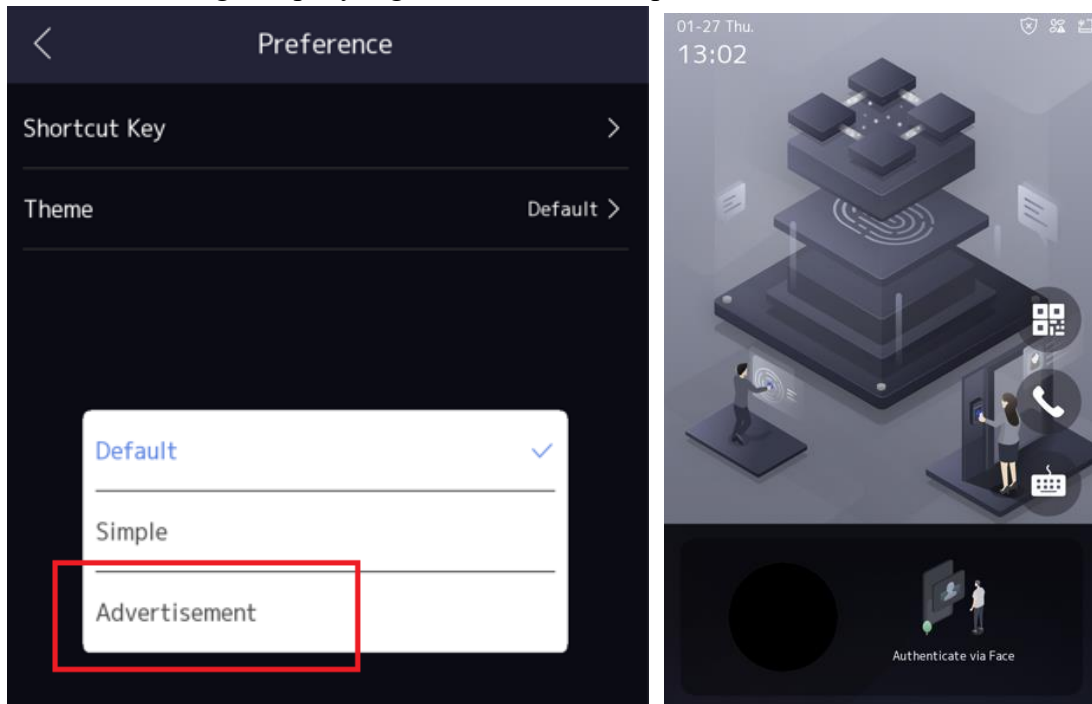 Preference
Shortcut Key
Theme
Default
Default
Simple
Advertisement
01-27 Thu.
13:02
Authenticate via Face